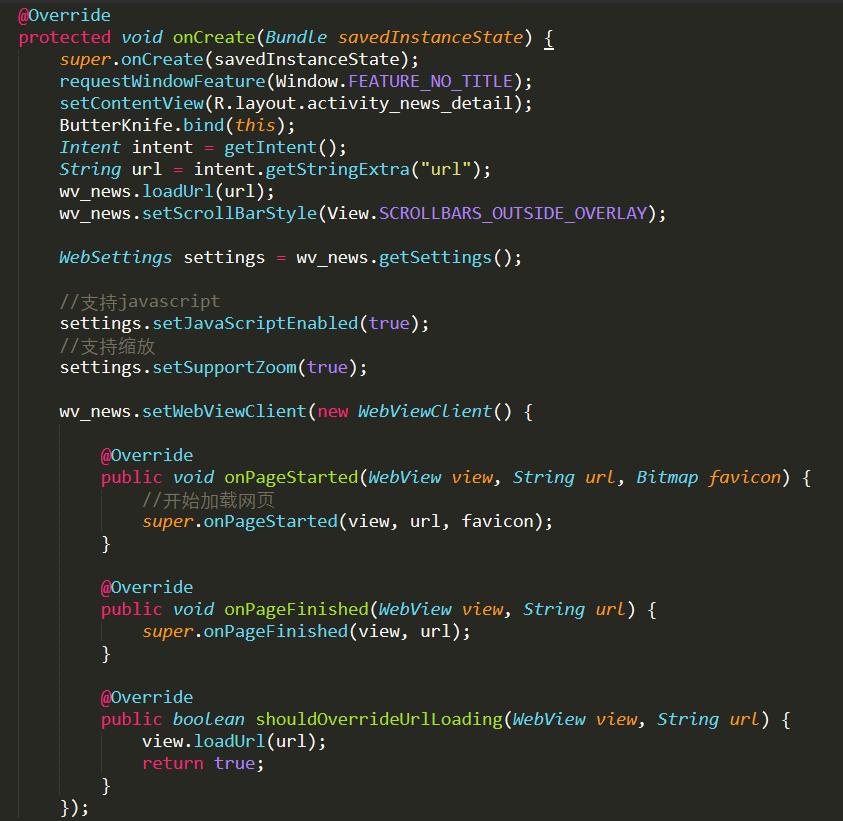 @Override
protected void onCreate(Bundle savedInstanceState) {
super.onCreate(savedInstanceState);
requestWindowFeature(Window.FEATURE_NO_TITLE);
setContentView(R.layout.activity_news_detail);
ButterKnife.bind(this);
Intent intent = getIntent();
String url = intent.getStringExtra("url");
wv_news.loadUrl(url);
wv_news.setScrollBarStyle(View.SCROLLBARS_OUTSIDE_OVERLAY);
WebSettings settings = wv_news.getSettings();
//支持javascript
settings.setJavaScriptEnabled(true);
//支持缩放
settings.setSupportZoom(true);
wv_news.setWebViewClient(new WebViewClient() {
@Override
public void onPageStarted(WebView view, String url, Bitmap favicon) {
//开始加载网页
super.onPageStarted(view, url, favicon);
}
@Override
public void onPageFinished(WebView view, String url) {
super.onPageFinished(view, url);
}
@Override
public boolean shouldOverrideUrlLoading(WebView view, String url) {
view.loadUrl(url);
return true;
}
});